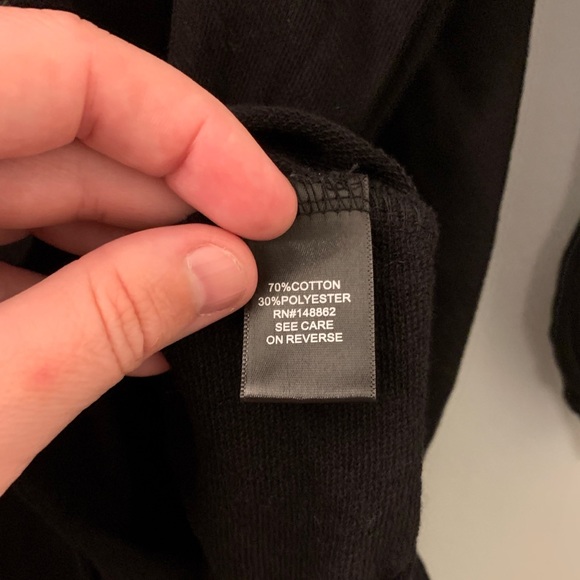 70%COTTON
30%POLYESTER
RN#148862
SEE CARE
ON REVERSE